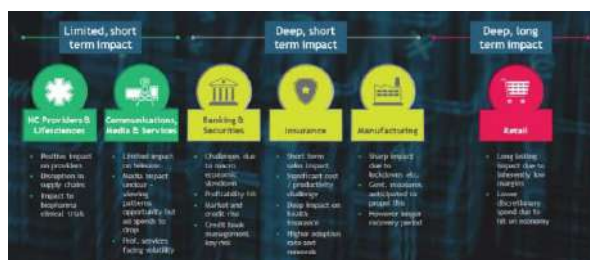 Limited, short
term impact
Deep, short
term impact
Deep, long
term impact
HC Providers &
Lifesciences
Communications,
Media & Services
Banking &
Securities
Insurance
Manufacturing
Retail
Positive impact
on providers
Disruption in
supply chains
Impact to
biopharma
clinical trials
Limited impact
on telecom
Media impact
unclear -
viewing
patterns
opportunity but
ad spends to
drop
Prof. services
facing volatility
Challenges due
to macro
economic
slowdown
Profitability hit
Market and
credit risk
Credit book
management,
key risk
Short term
sales impact
Significant cost
/ productivity
challenge
Deep impact on
health
insurance
Higher adoption
rate and
renewals
Sharp impact
due to
lockdowns etc.
Govt. measures
anticipated to
propel this
However longer
recovery period
Long lasting
impact due to
inherently low
margins
Lower
discretionary
spend due to
hit on economy